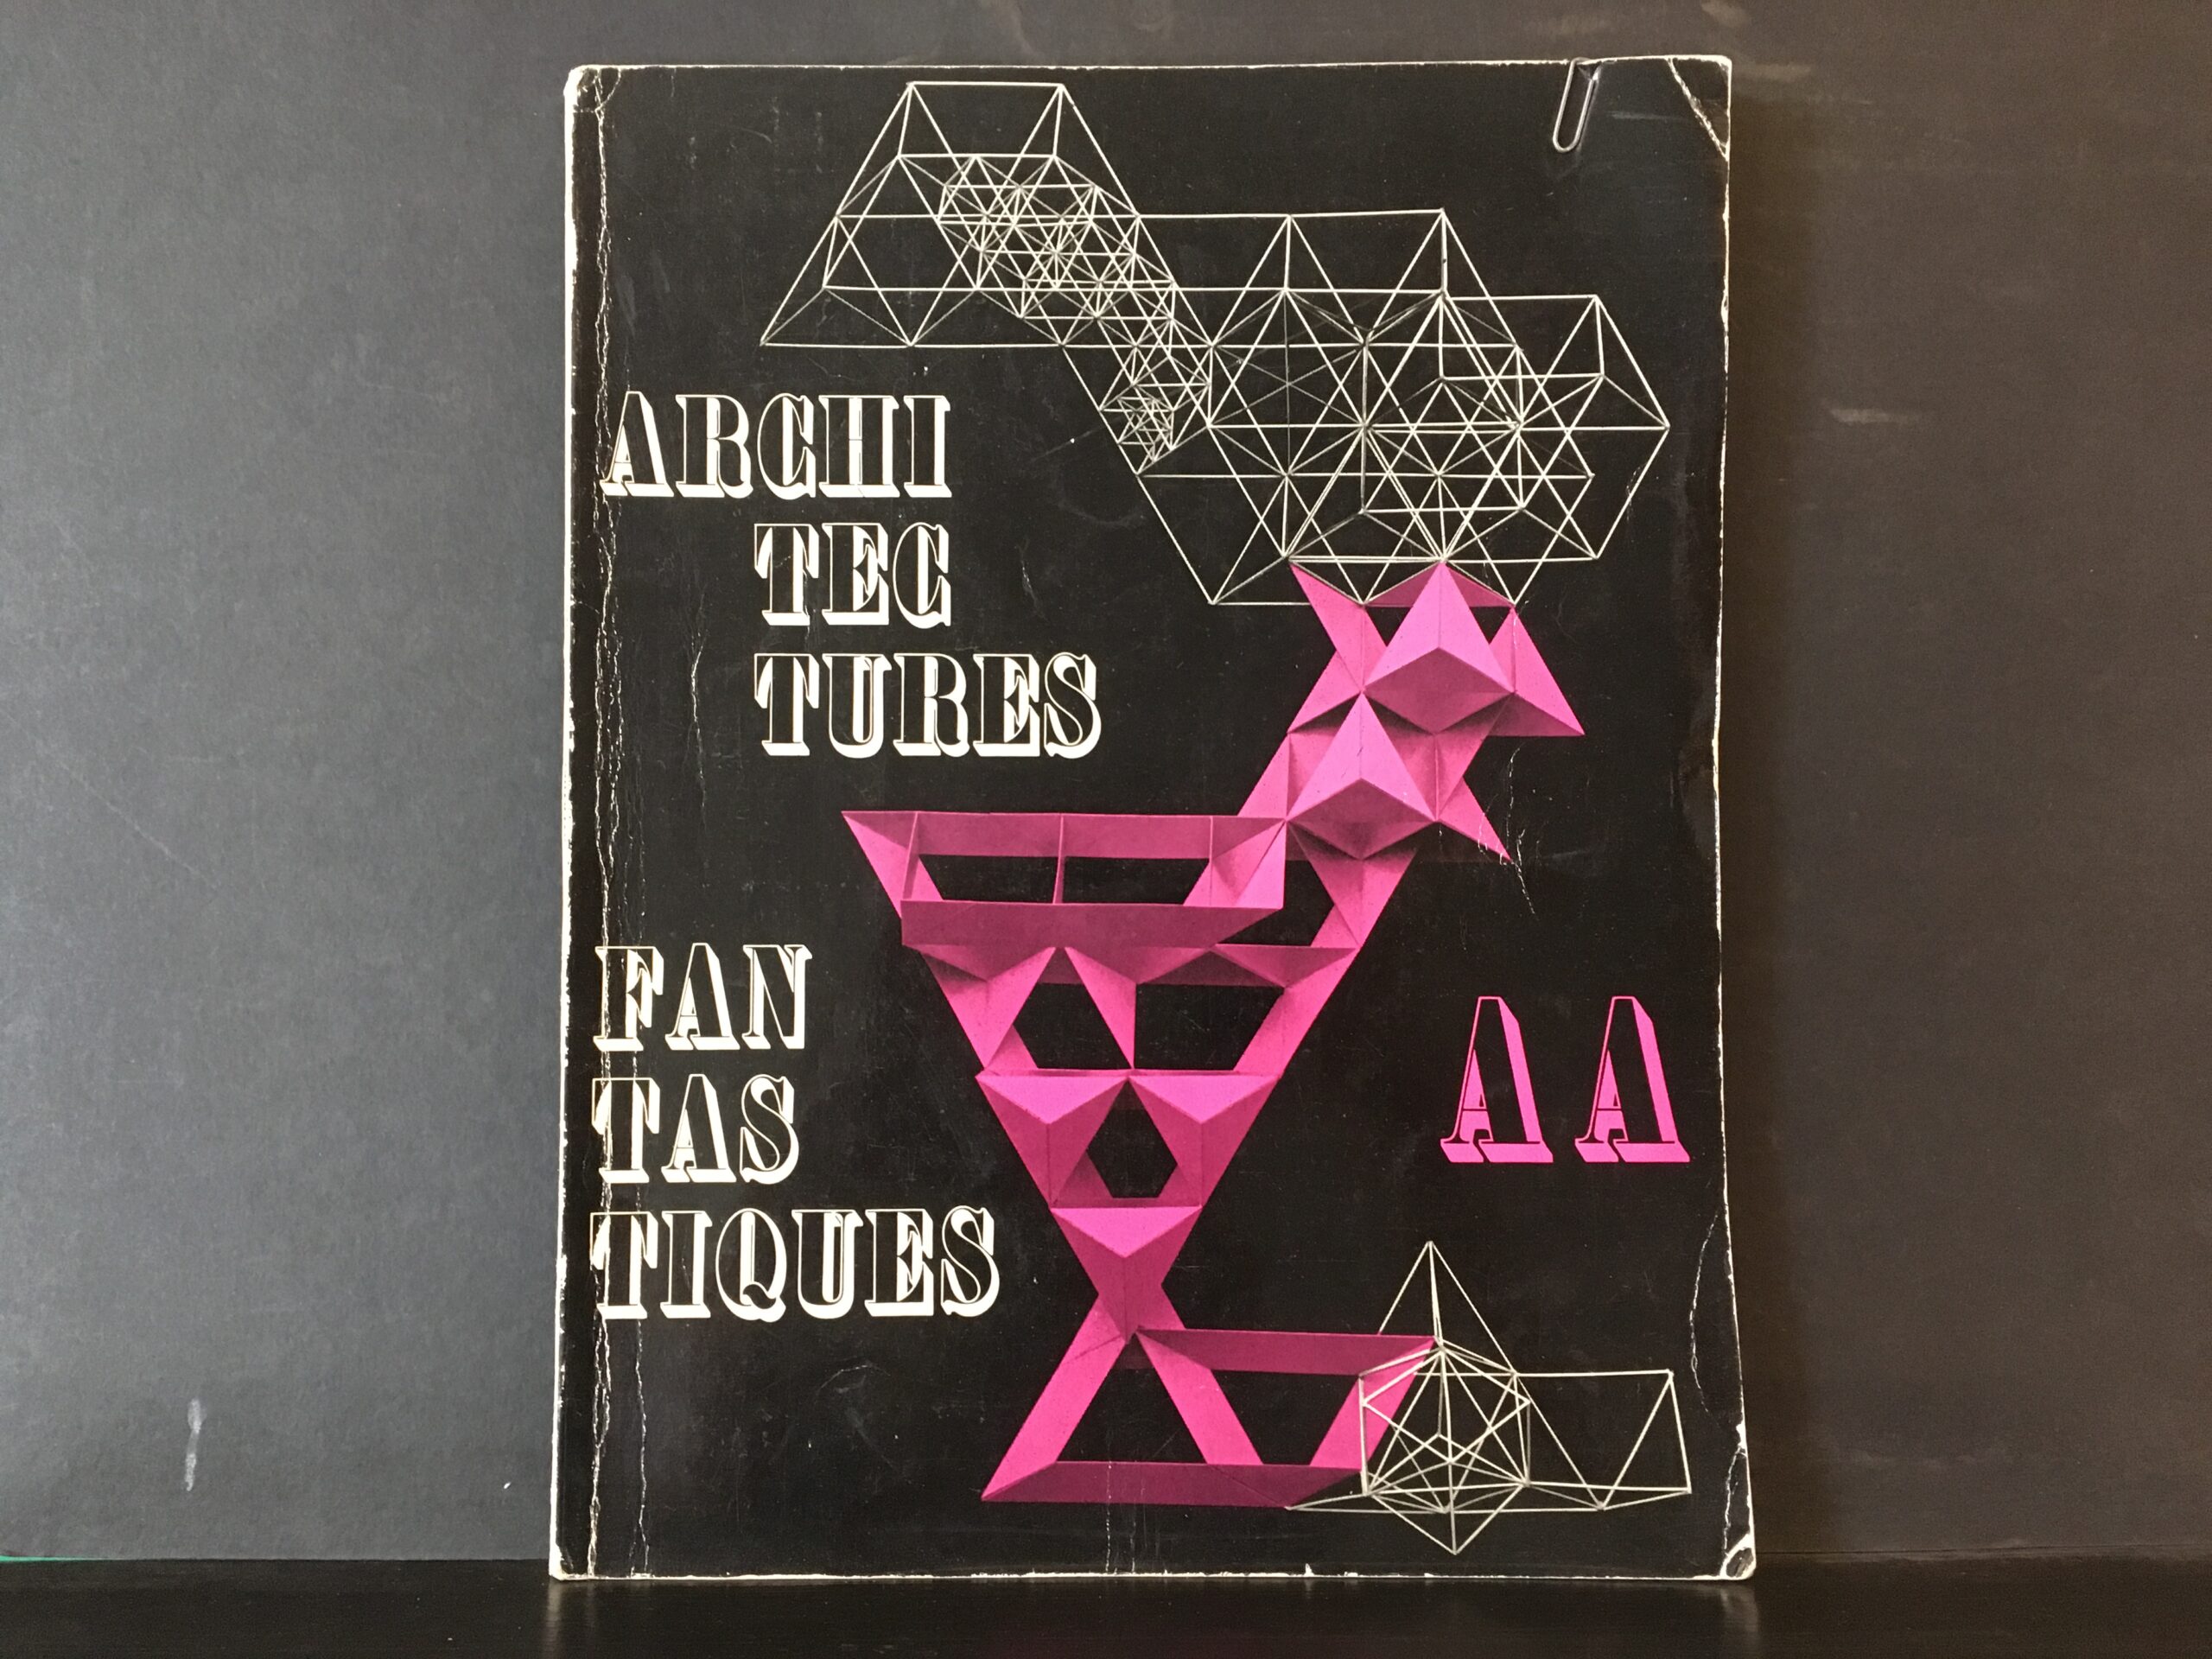 ARCHI
TEC
TURES
FAN
TAS
TIQUES
AA